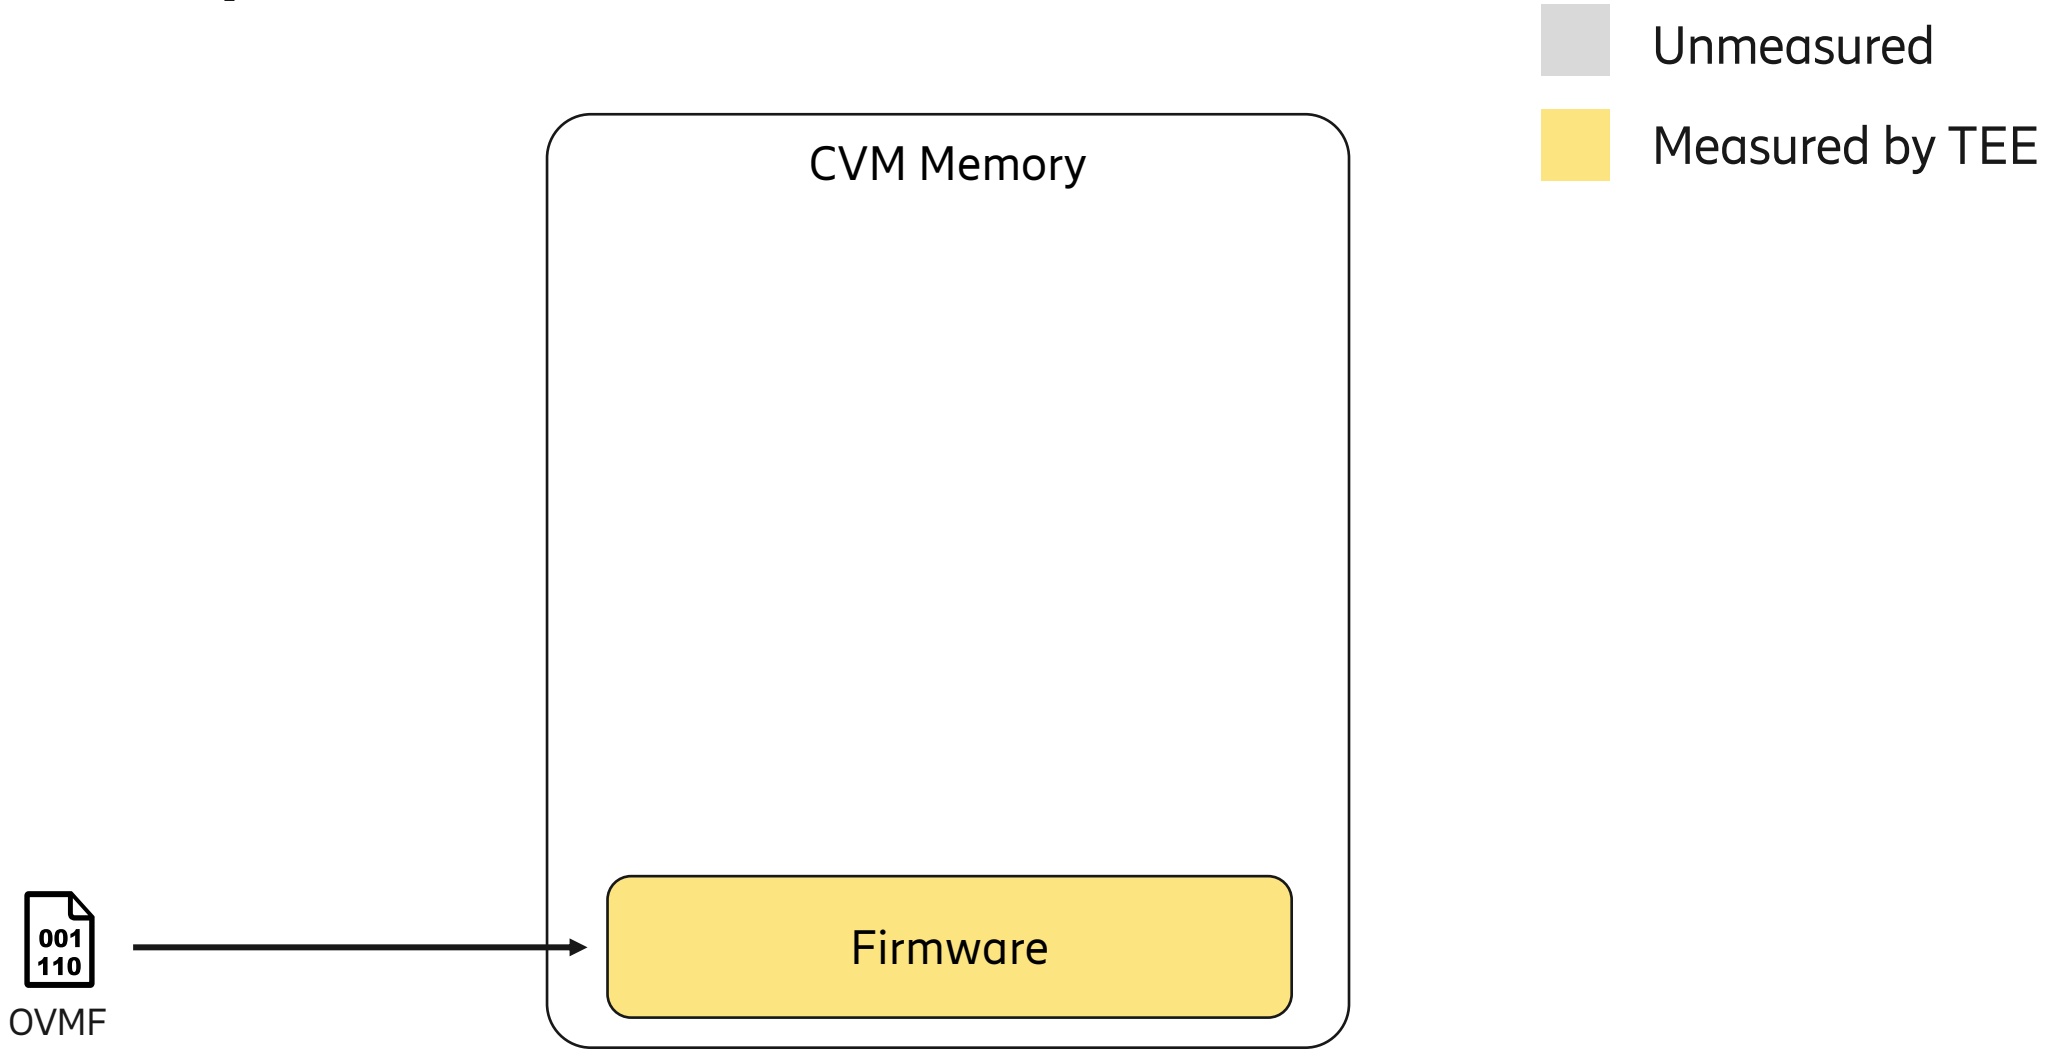 Unmeasured
Measured by TEE
CVM Memory
Firmware
001
110
OVMF